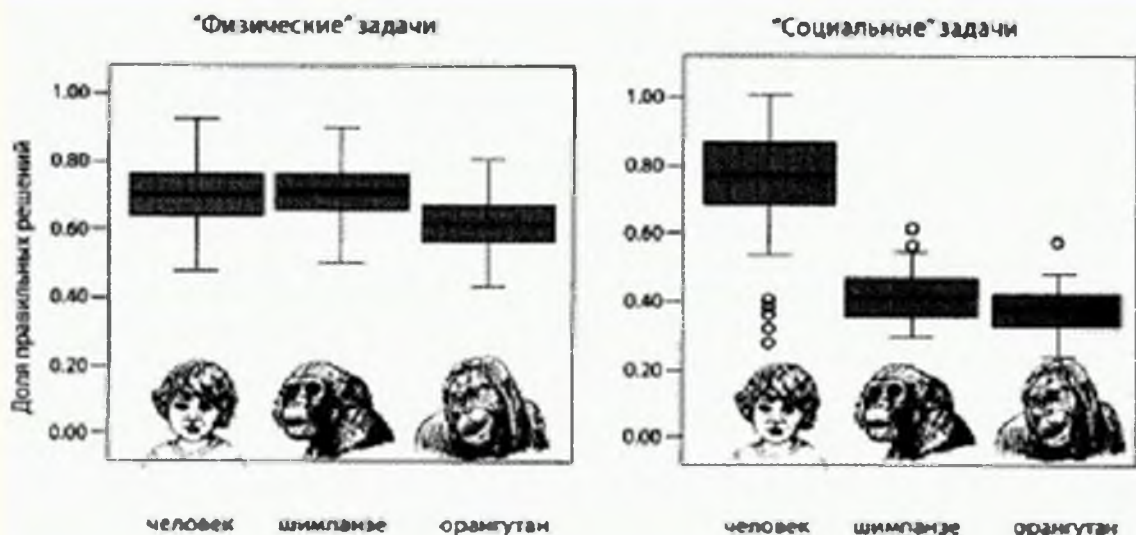 "Физические" задачи
Доля правильных решений
1.00
0.80
0.60
0.40
0.20
0.00
человек шимпанзе орангутан
"Социальные" задачи
1.00
0.80
0.60
0.40
0.20
0.00
человек шимпанзе орангутан